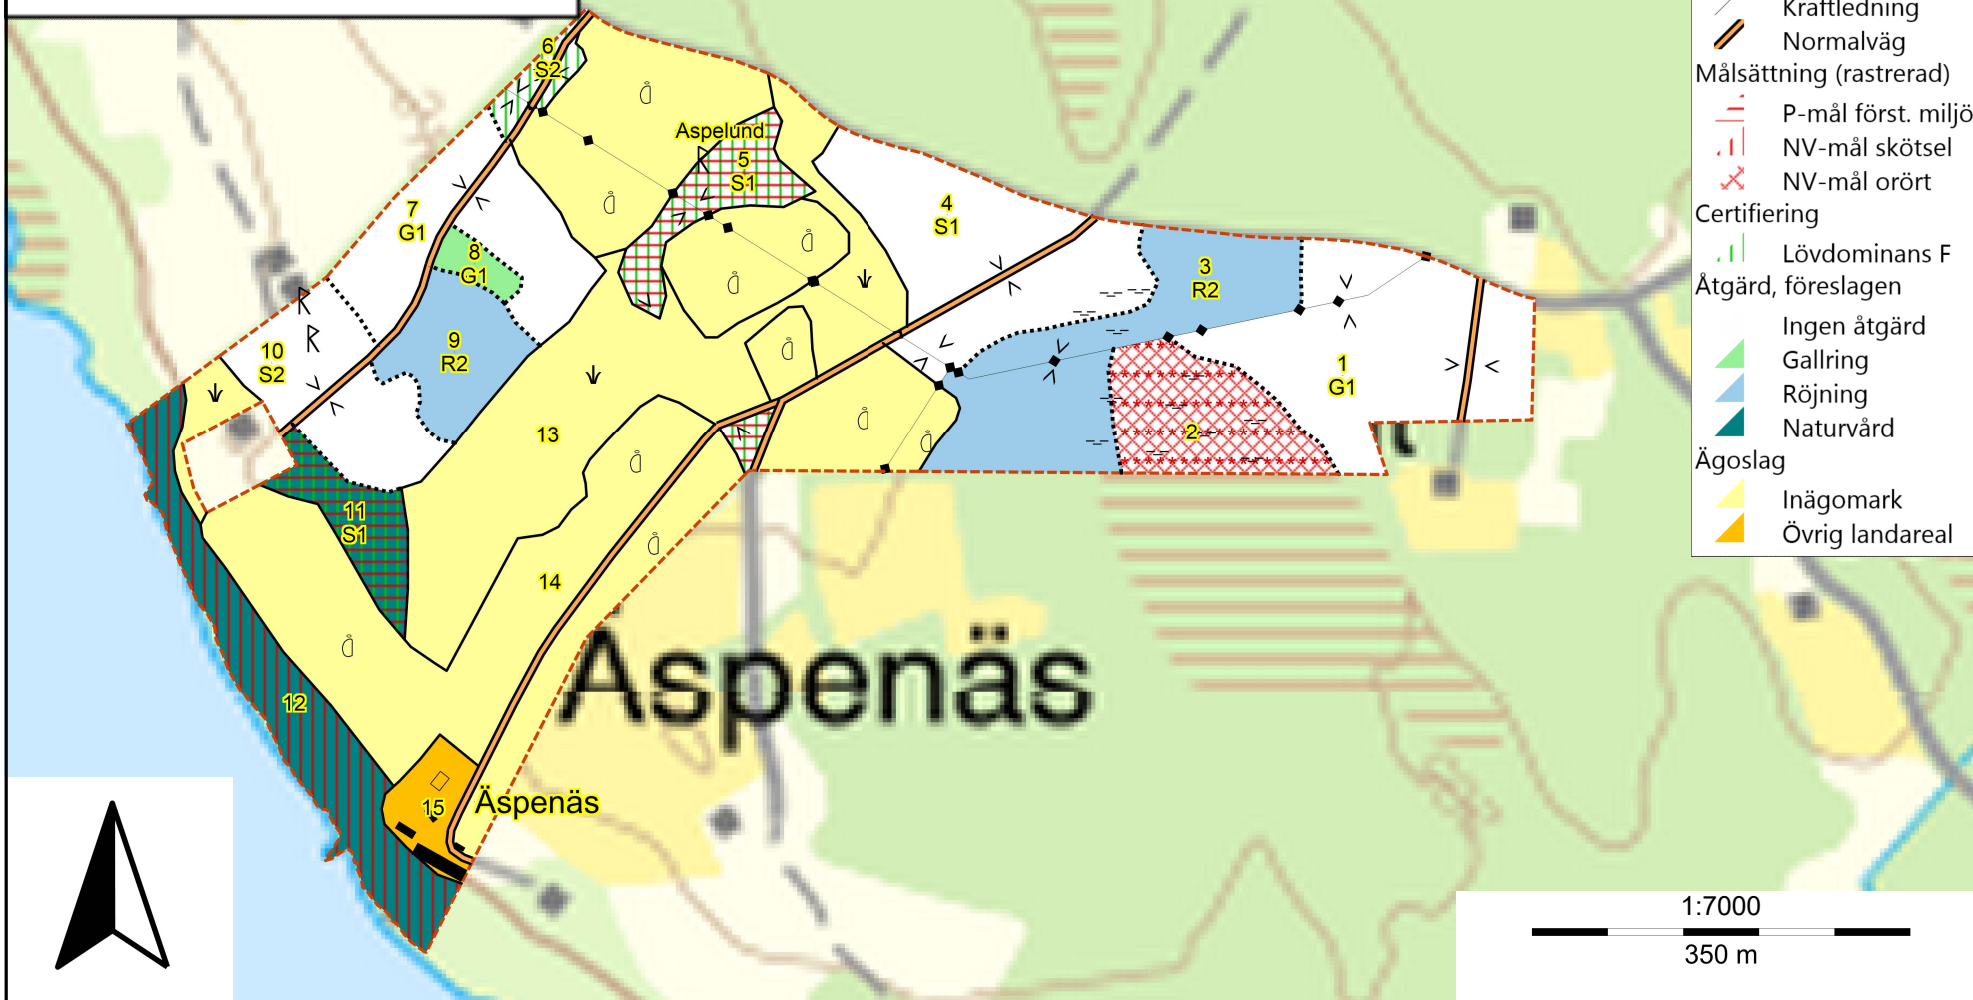 Kraftledning
Normalväg
Målsättning (rastrerad)
P-mål först. miljö
NV-mål skötsel
NV-mål orört
Certifiering
Lövdominans F
Åtgärd, föreslagen
Ingen åtgärd
Gallring
Röjning
Naturvård
Ägoslag
Inägomark
Övrig landareal
6
S2
Aspelund
5
S1
7
G1
4
S1
8
G1
3
R2
10
S2
9
R2
1
G1
2
13
11
S1
14
12
Äspenäs
15
Äspenäs
1:7000
350 m